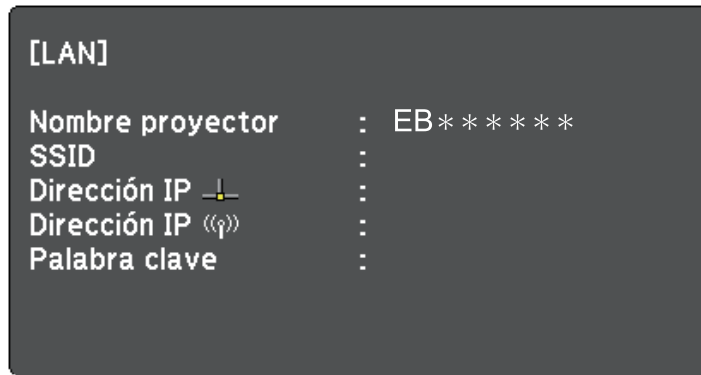 [LAN]
Nombre proyector : EB******
SSID :
Dirección IP :
Dirección IP :
Palabra clave :